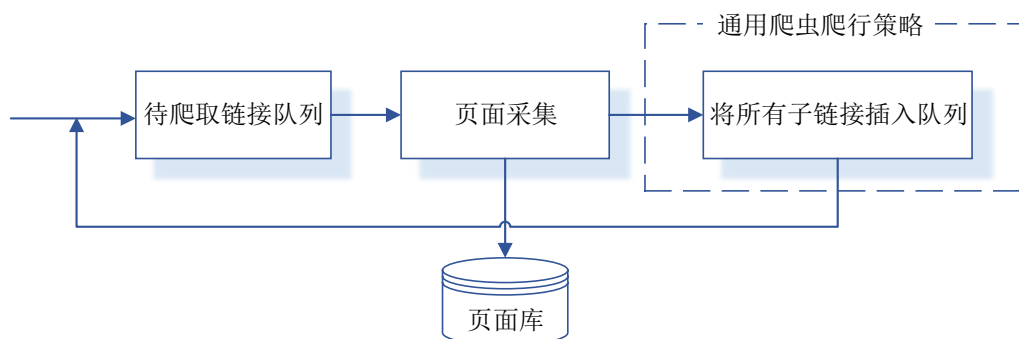 通用爬虫爬行策略
待爬取链接队列
页面采集
将所有子链接插入队列
页面库